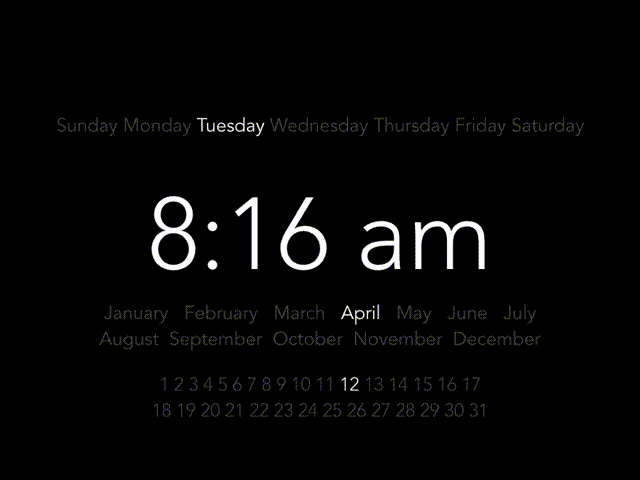 Sunday Monday Tuesday Wednesday Thursday Friday Saturday
8:16 am
January February March April May June July
August September October November December
1 2 3 4 5 6 7 8 9 10 11 12 13 14 15 16 17
18 19 20 21 22 23 24 25 26 27 28 29 30 31